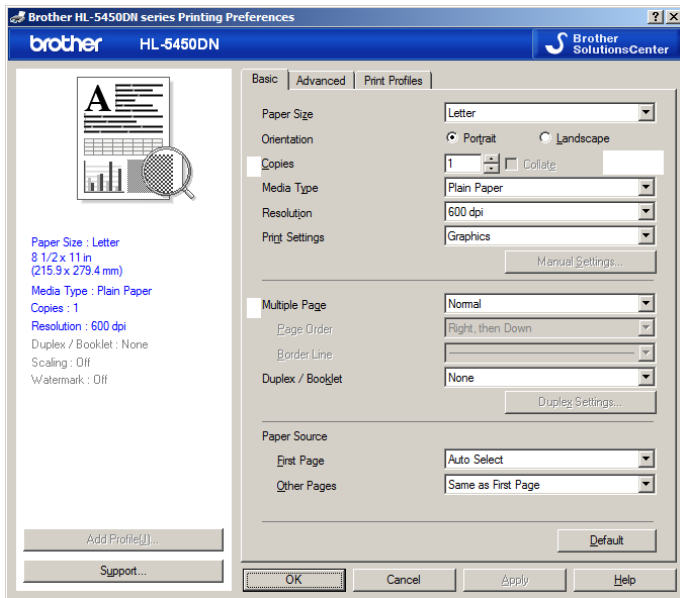 Brother HL-5450DN series Printing Preferences
? x
brother HL-5450DN
Brother
SolutionsCenter
A
Paper Size : Letter
8 1/2 x 11 in
(215.9 x 279.4 mm)
Media Type : Plain Paper
Copies : 1
Resolution : 600 dpi
Duplex / Booklet : None
Scaling : Off
Watermark : Off
Add Profile(J)...
Support...
Basic Advanced Print Profiles
Paper Size Letter
Orientation Portrait Landscape
Copies 1 Collate
Media Type Plain Paper
Resolution 600 dpi
Print Settings Graphics
Manual Settings...
Multiple Page Normal
Page Order Right, then Down
Border Line
Duplex / Booklet None
Duplex Settings...
Paper Source
First Page Auto Select
Other Pages Same as First Page
Default
OK Cancel Apply Help